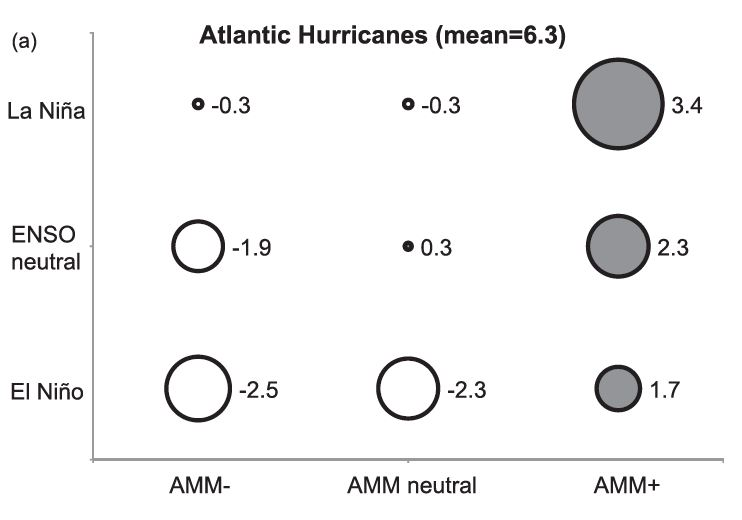 (a) Atlantic Hurricanes (mean=6.3)
La Niña -0.3 -0.3 3.4
ENSO
neutral -1.9 0.3 2.3
El Niño -2.5 -2.3 1.7
AMM- AMM neutral AMM+